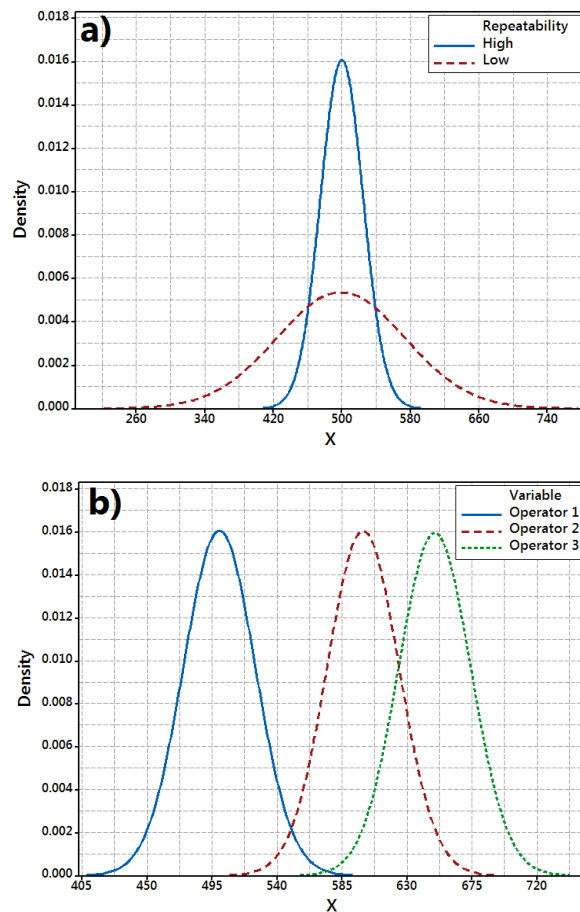 a)
Repeatability
High
Low
0.018
0.016
0.014
0.012
0.010
0.008
0.006
0.004
0.002
0.000
Density
260 340 420 500 580 660 740
X
b)
Variable
Operator 1
Operator 2
Operator 3
0.018
0.016
0.014
0.012
0.010
0.008
0.006
0.004
0.002
0.000
Density
405 450 495 540 585 630 675 720
X